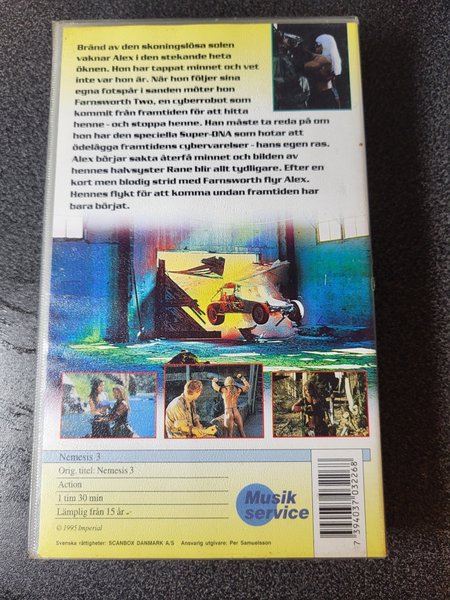 Bränd av den skoningslösa solen
vaknar Alex i den stekande heta
öknen. Hon har tappat minnet och vet
inte var hon är. När hon följer sina
egna fotspår i sanden möter hon
Farnsworth Two, en cyberrobot som
kommit från framtiden för att hitta
henne - och stoppa henne. Han måste ta reda på om
hon har den speciella Super-DNA som hotar att
ödelägga framtidens cybervarelser - hans egen ras.
Alex börjar sakta återfå minnet och bilden av
hennes halvsyster Rane blir allt tydligare. Efter en
kort men blodig strid med Farnsworth flyr Alex.
Hennes flykt för att komma undan framtiden har
bara börjat.
Nemesis 3
Orig. titel: Nemesis 3
Action
1 tim 30 min
Lämplig från 15 år
© 1995 Imperial
Musik
service
7 394037 032268
Svenska rättigheter: SCANBOX DANMARK A/S Ansvarig utgivare: Per Samuelsson